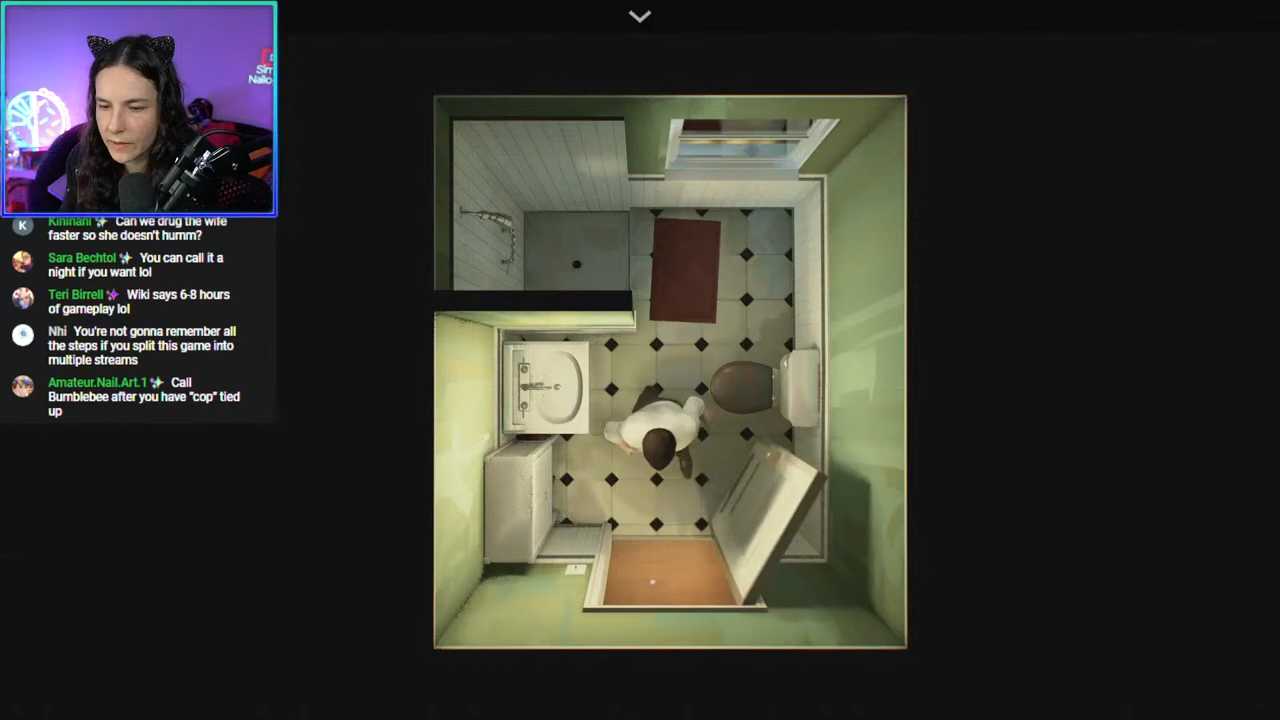 Kininani Can we drug the wife
faster so she doesn't humm?
Sara Bechtol You can call it a
night if you want lol
Teri Birrell Wiki says 6-8 hours
of gameplay lol
Nhi You're not gonna remember all
the steps if you split this game into
multiple streams
Amateur.Nail.Art.1 Call
Bumblebee after you have "cop" tied
up
K